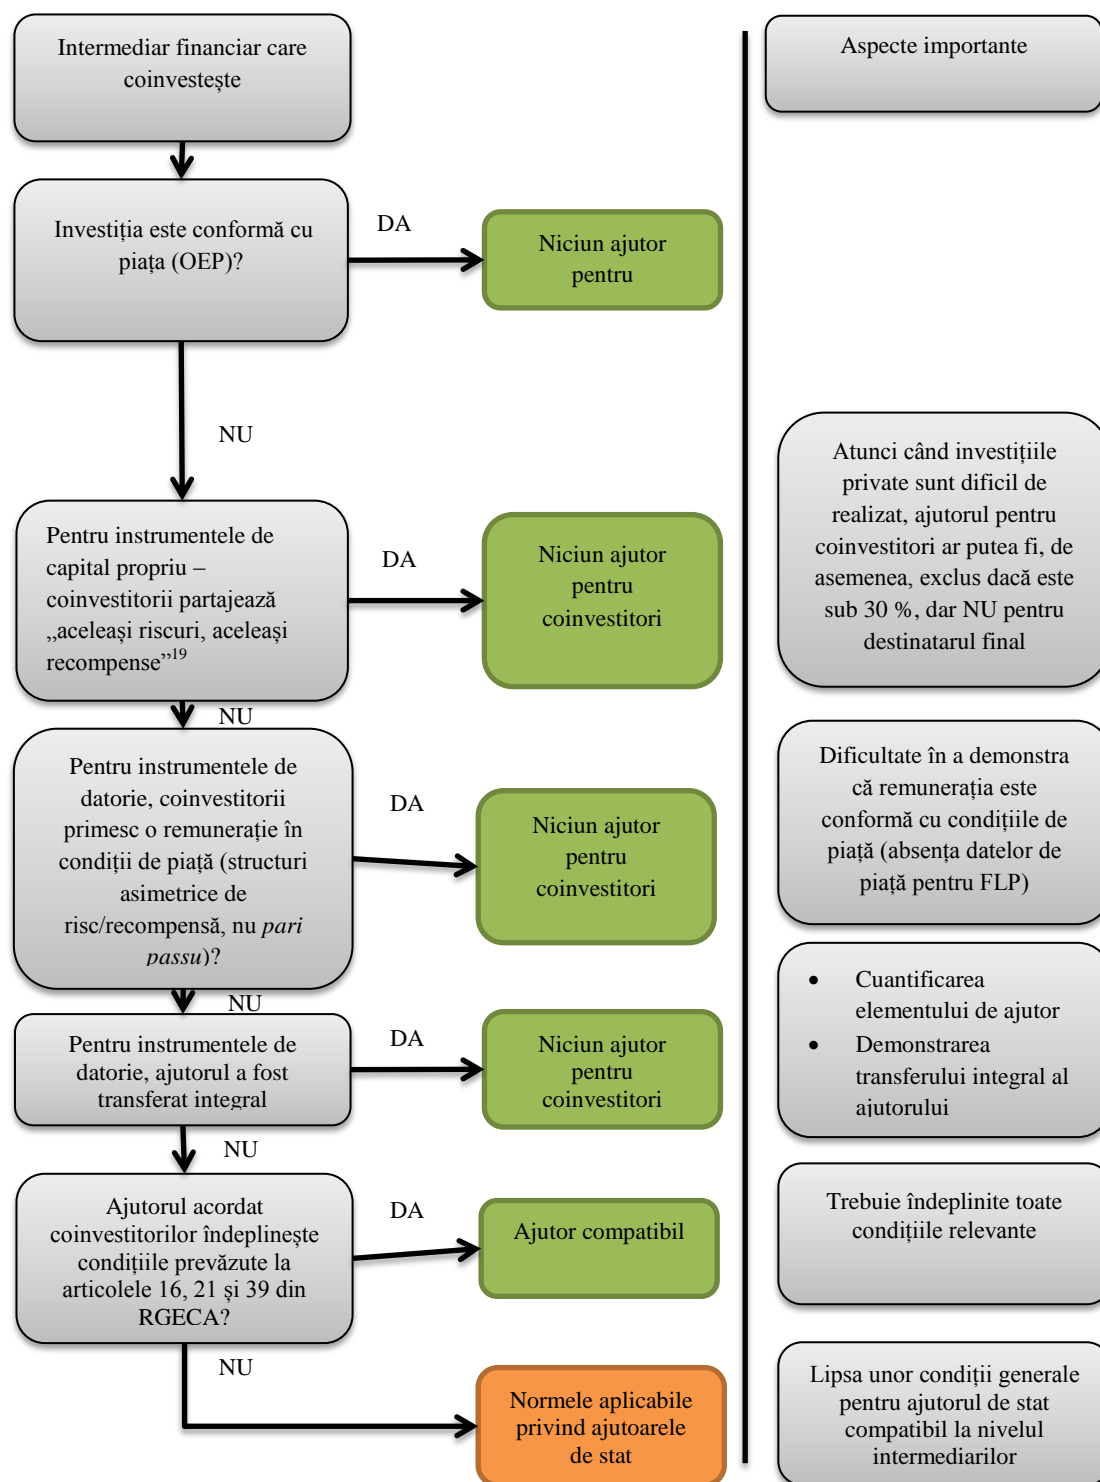 Intermediar financiar care
coinvestește
Aspecte importante
Investiția este conformă cu
piața (OEP)?
DA
Niciun ajutor
pentru
NU
Pentru instrumentele de
capital propriu –
coinvestitorii partajează
„aceleași riscuri, aceleași
recompense”19
DA
Niciun ajutor
pentru
coinvestitori
Atunci când investițiile
private sunt dificil de
realizat, ajutorul pentru
coinvestitori ar putea fi, de
asemenea, exclus dacă este
sub 30 %, dar NU pentru
destinatarul final
NU
Pentru instrumentele de
datorie, coinvestitorii
primesc o remunerație în
condiții de piață (structuri
asimetrice de
risc/recompensă, nu pari
passu)?
DA
Niciun ajutor
pentru
coinvestitori
Dificultate în a demonstra
că remunerația este
conformă cu condițiile de
piață (absența datelor de
piață pentru FLP)
NU
Pentru instrumentele de
datorie, ajutorul a fost
transferat integral
DA
Niciun ajutor
pentru
coinvestitori
• Cuantificarea
elementului de ajutor
• Demonstrarea
transferului integral al
ajutorului
NU
Ajutorul acordat
coinvestitorilor îndeplinește
condițiile prevăzute la
articolele 16, 21 și 39 din
RGECA?
DA
Ajutor compatibil
Trebuie îndeplinite toate
condițiile relevante
NU
Normele aplicabile
privind ajutoarele
de stat
Lipsa unor condiții generale
pentru ajutorul de stat
compatibil la nivelul
intermediarilor